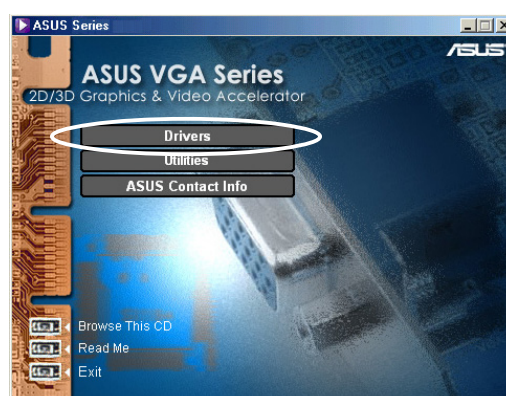 ASUS Series
ASUS
ASUS VGA Series
2D/3D Graphics & Video Accelerator
Drivers
Utilities
ASUS Contact Info
Browse This CD
Read Me
Exit